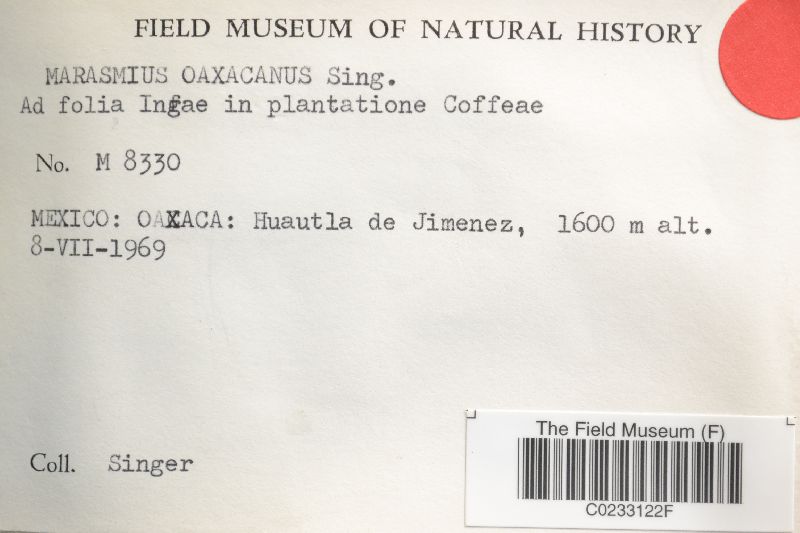 FIELD MUSEUM OF NATURAL HISTORY
MARASMIUS OAXACANUS Sing.
Ad folia Ingae in plantatione Coffeae
No. M 8330
MEXICO: OAXACA: Huautla de Jimenez, 1600 m alt.
8-VII-1969
Coll. Singer
The Field Museum (F)
C0233122F